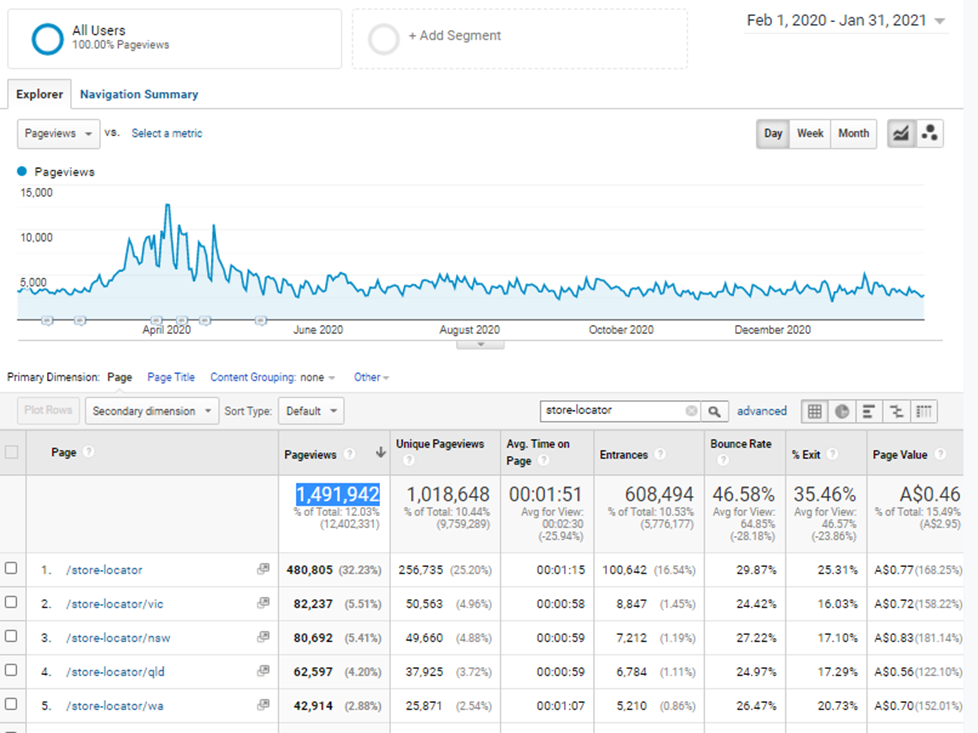 All Users
100.00% Pageviews
+ Add Segment
Feb 1, 2020 - Jan 31, 2021
Explorer Navigation Summary
Pageviews vs. Select a metric
Day Week Month
Pageviews
15,000
10,000
5,000
April 2020 June 2020 August 2020 October 2020 December 2020
Primary Dimension: Page Page Title Content Grouping: none Other
Plot Rows Secondary dimension Sort Type: Default store-locator advanced
Page ? Pageviews ? Unique Pageviews ? Avg. Time on Page ? Entrances ? Bounce Rate ? % Exit ? Page Value ?
1,491,942 1,018,648 00:01:51 608,494 46.58% 35.46% A$0.46
% of Total: 12.03% % of Total: 10.44% Avg for View: % of Total: 10.53% Avg for View: Avg for View: % of Total: 15.49%
(12,402,331) (9,759,289) 00:02:30 (5,776,177) 64.85% 46.57% (A$2.95)
(-25.94%) (-28.18%) (-23.86%)
1. /store-locator 480,805 (32.23%) 256,735 (25.20%) 00:01:15 100,642 (16.54%) 29.87% 25.31% A$0.77(168.25%)
2. /store-locator/vic 82,237 (5.51%) 50,563 (4.96%) 00:00:58 8,847 (1.45%) 24.42% 16.03% A$0.72(158.22%)
3. /store-locator/nsw 80,692 (5.41%) 49,660 (4.88%) 00:00:59 7,212 (1.19%) 27.22% 17.10% A$0.83(181.14%)
4. /store-locator/qld 62,597 (4.20%) 37,925 (3.72%) 00:00:59 6,784 (1.11%) 24.97% 17.29% A$0.56(122.10%)
5. /store-locator/wa 42,914 (2.88%) 25,871 (2.54%) 00:01:07 5,210 (0.86%) 26.47% 20.73% A$0.70(152.01%)